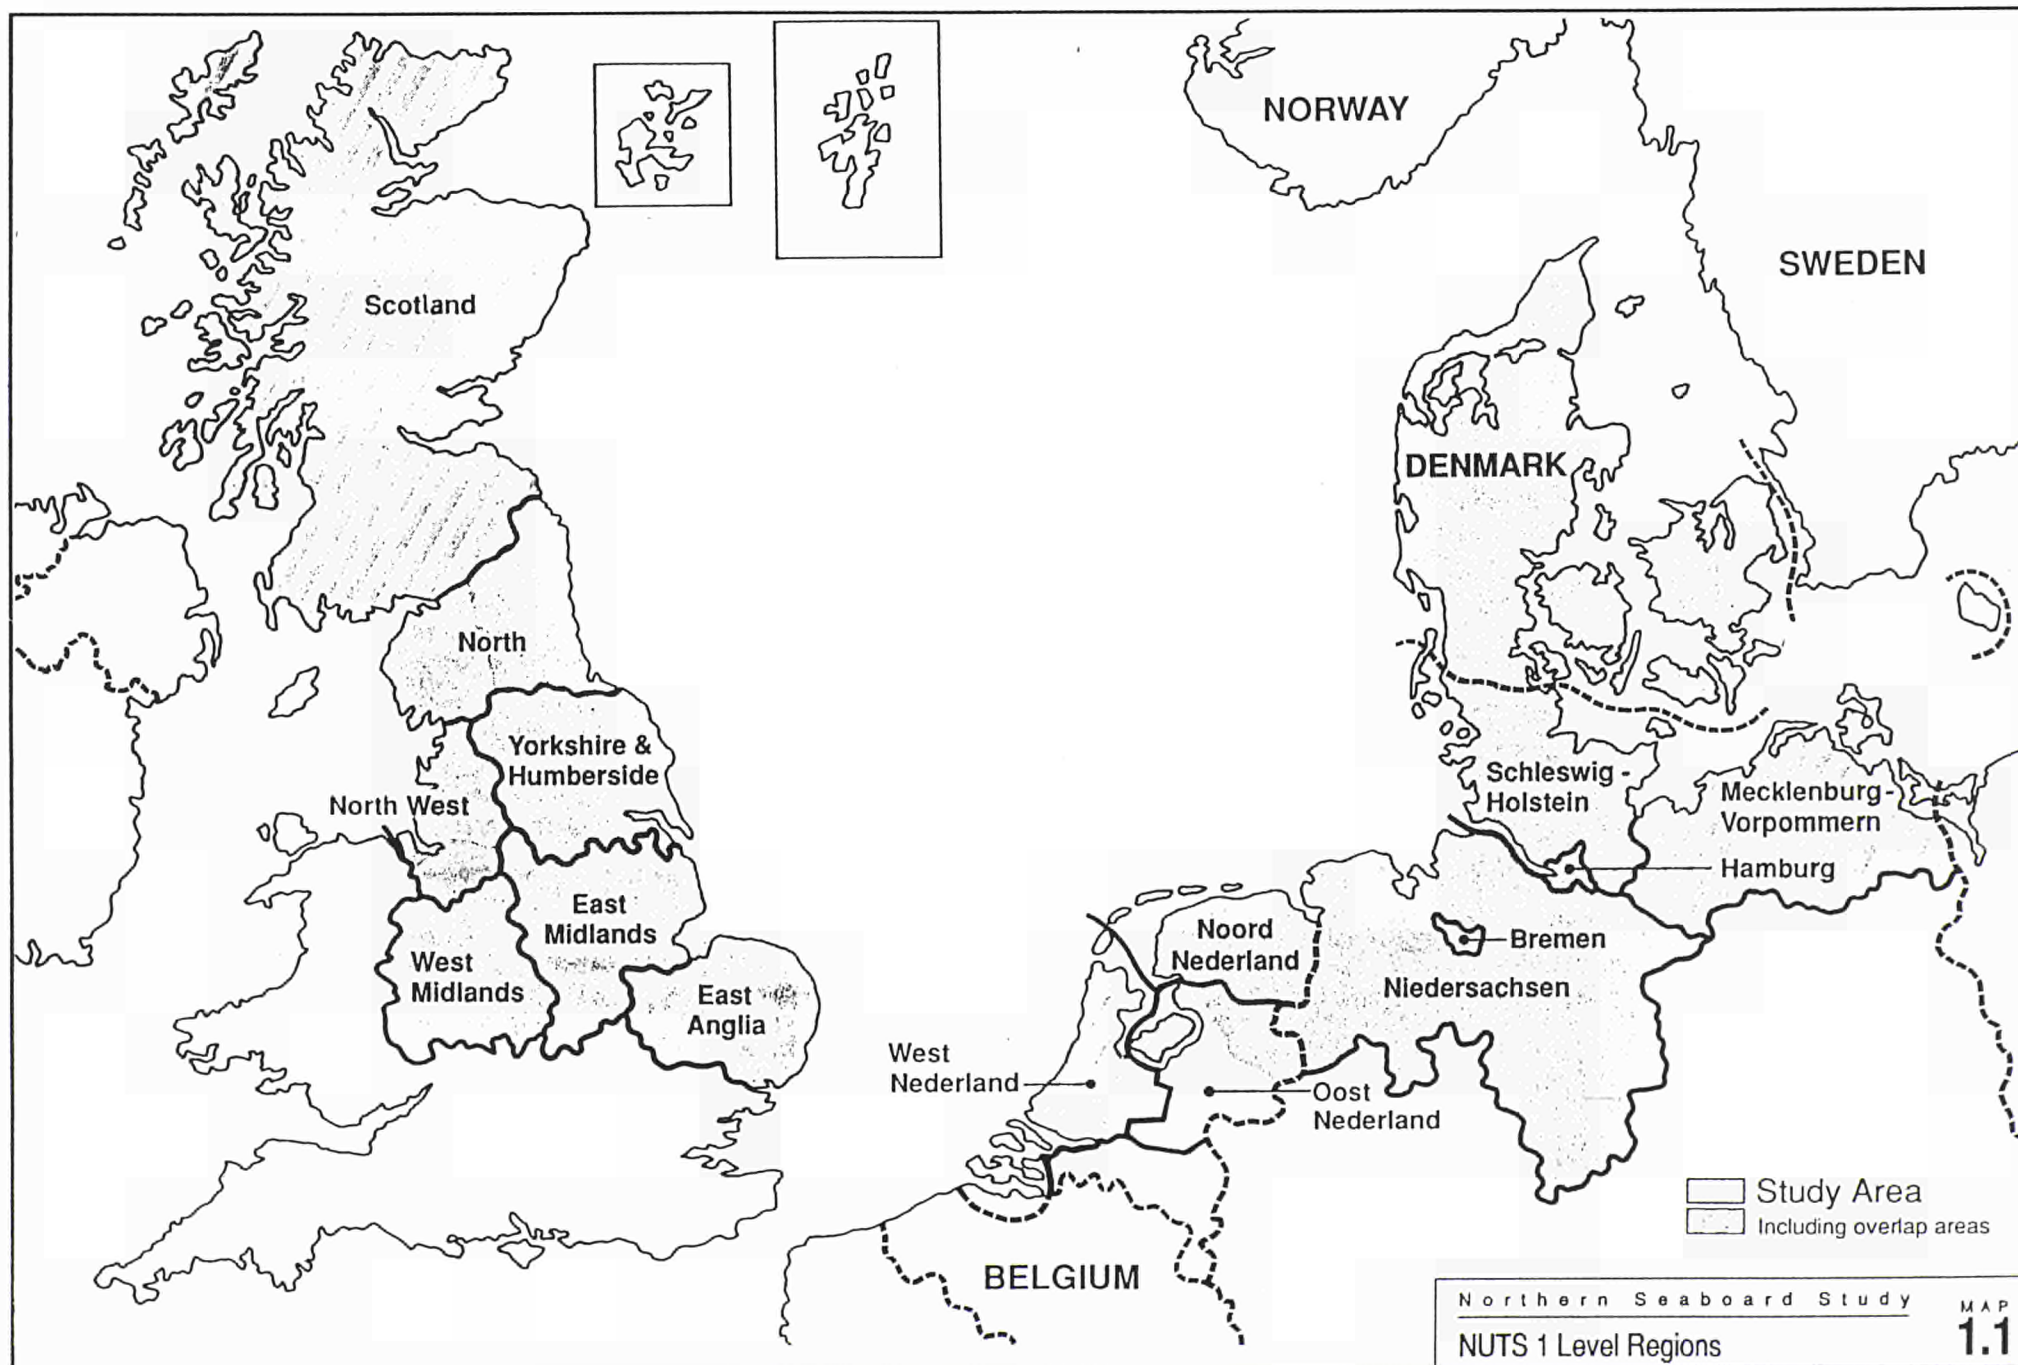 NORWAY
SWEDEN
Scotland
DENMARK
North
Yorkshire &
Humberside
North West
Schleswig -
Holstein
Mecklenburg-
Vorpommern
Hamburg
East
Midlands
West
Midlands
East
Anglia
Noord
Nederland
Bremen
Niedersachsen
West
Nederland
Oost
Nederland
BELGIUM
Study Area
Including overlap areas
Northern Seaboard Study
NUTS 1 Level Regions
MAP
1.1